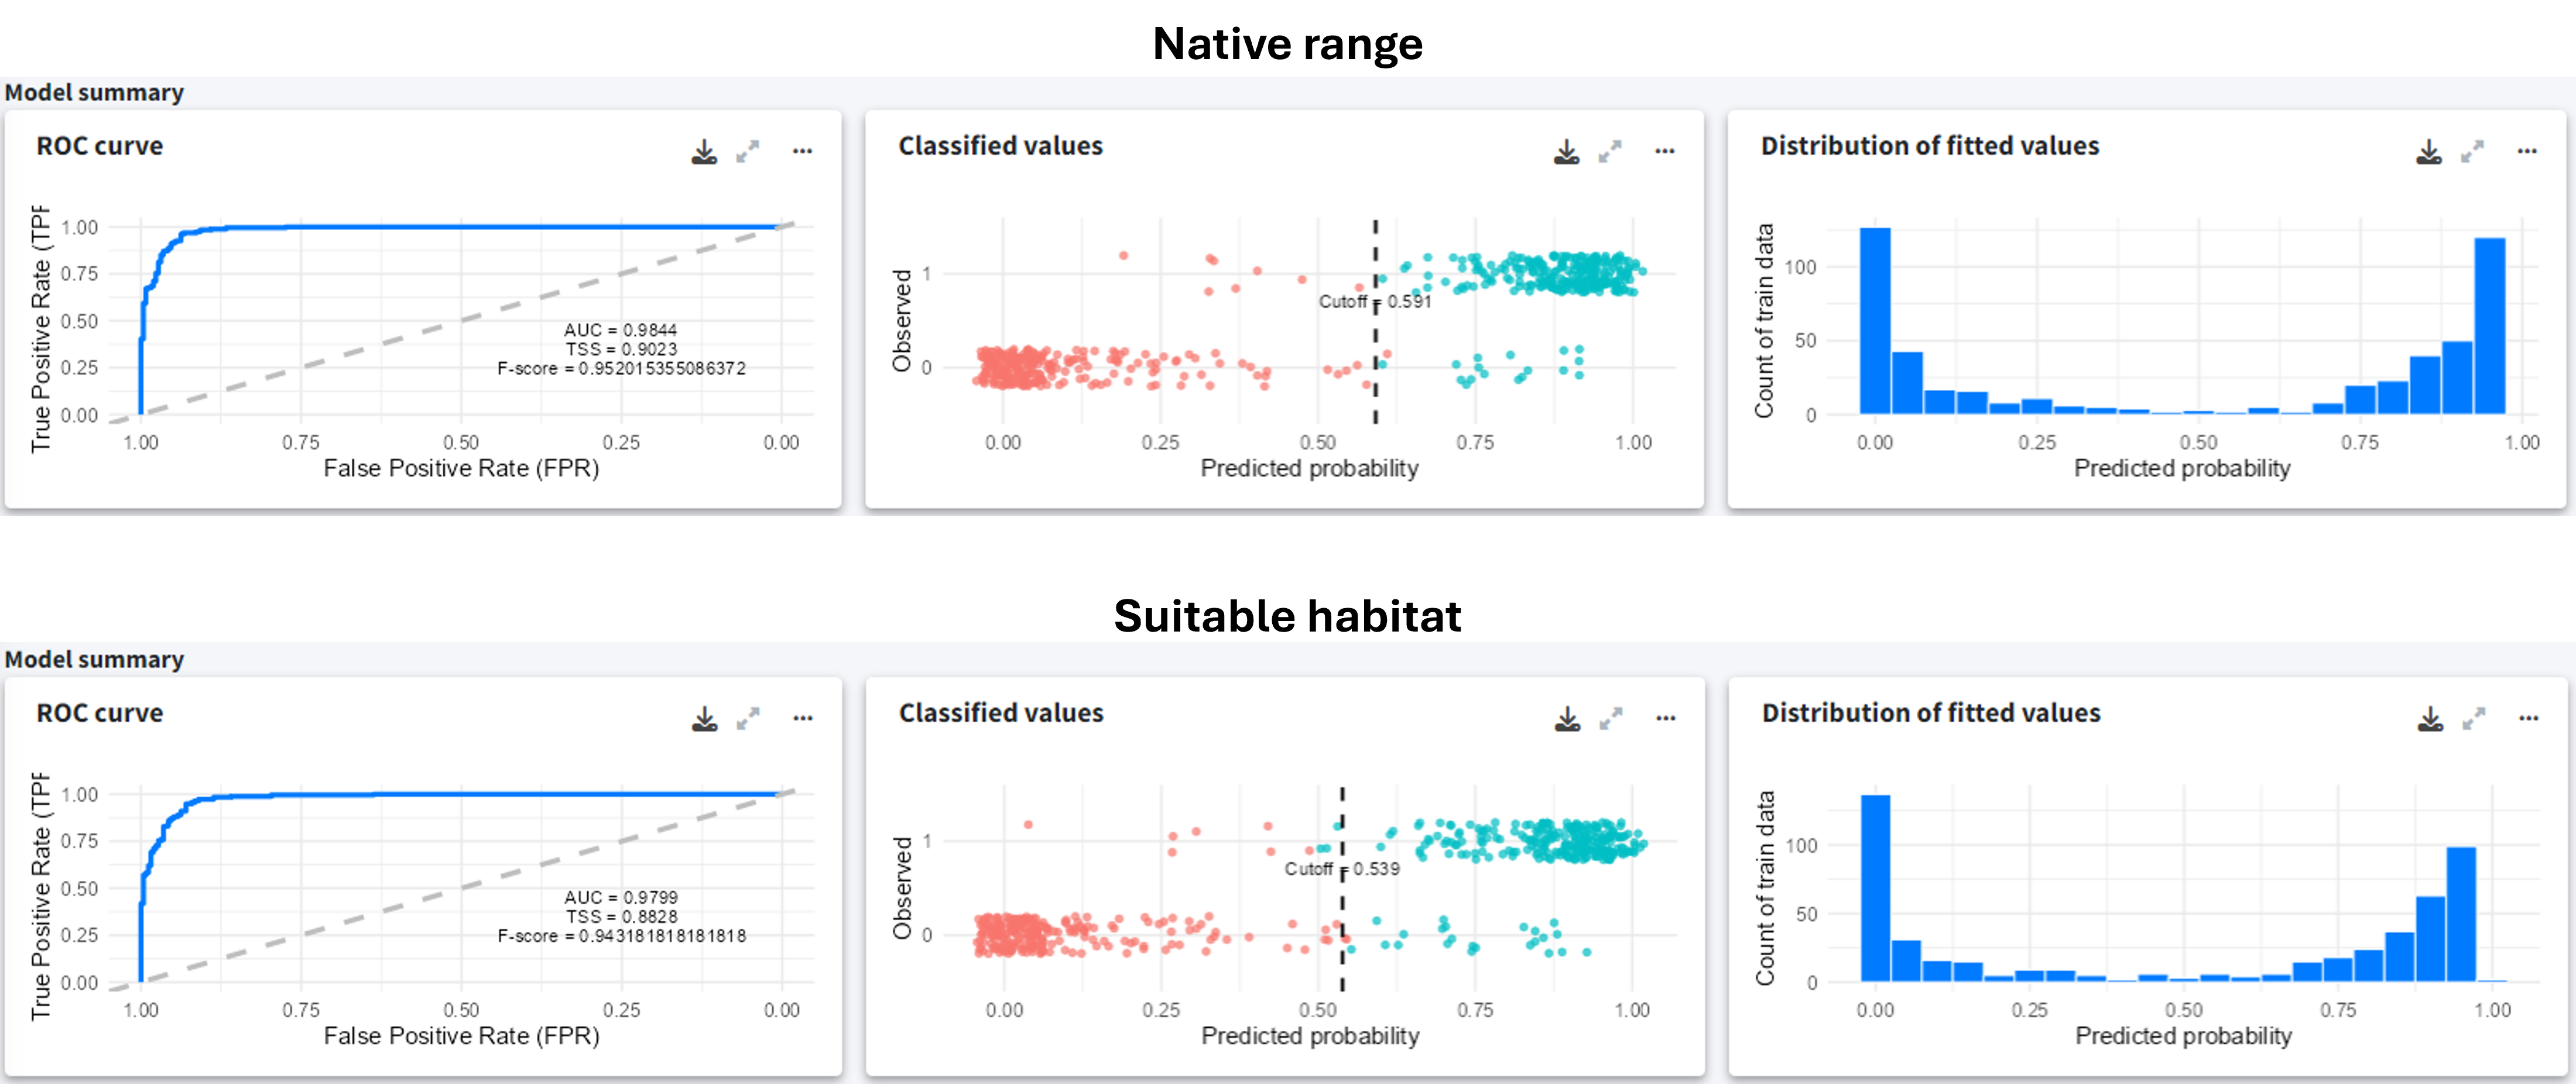 Native range
Model summary
ROC curve
True Positive Rate (TPF
1.00
0.75
0.50
0.25
0.00
AUC = 0.9844
TSS = 0.9023
F-score = 0.952015355086372
1.00 0.75 0.50 0.25 0.00
False Positive Rate (FPR)
Classified values
Observed
1
0
Cutoff = 0.591
0.00 0.25 0.50 0.75 1.00
Predicted probability
Distribution of fitted values
Count of train data
100
50
0
0.00 0.25 0.50 0.75 1.00
Predicted probability
Suitable habitat
Model summary
ROC curve
True Positive Rate (TPF
1.00
0.75
0.50
0.25
0.00
AUC = 0.9799
TSS = 0.8828
F-score = 0.943181818181818
1.00 0.75 0.50 0.25 0.00
False Positive Rate (FPR)
Classified values
Observed
1
0
Cutoff = 0.539
0.00 0.25 0.50 0.75 1.00
Predicted probability
Distribution of fitted values
Count of train data
100
50
0
0.00 0.25 0.50 0.75 1.00
Predicted probability